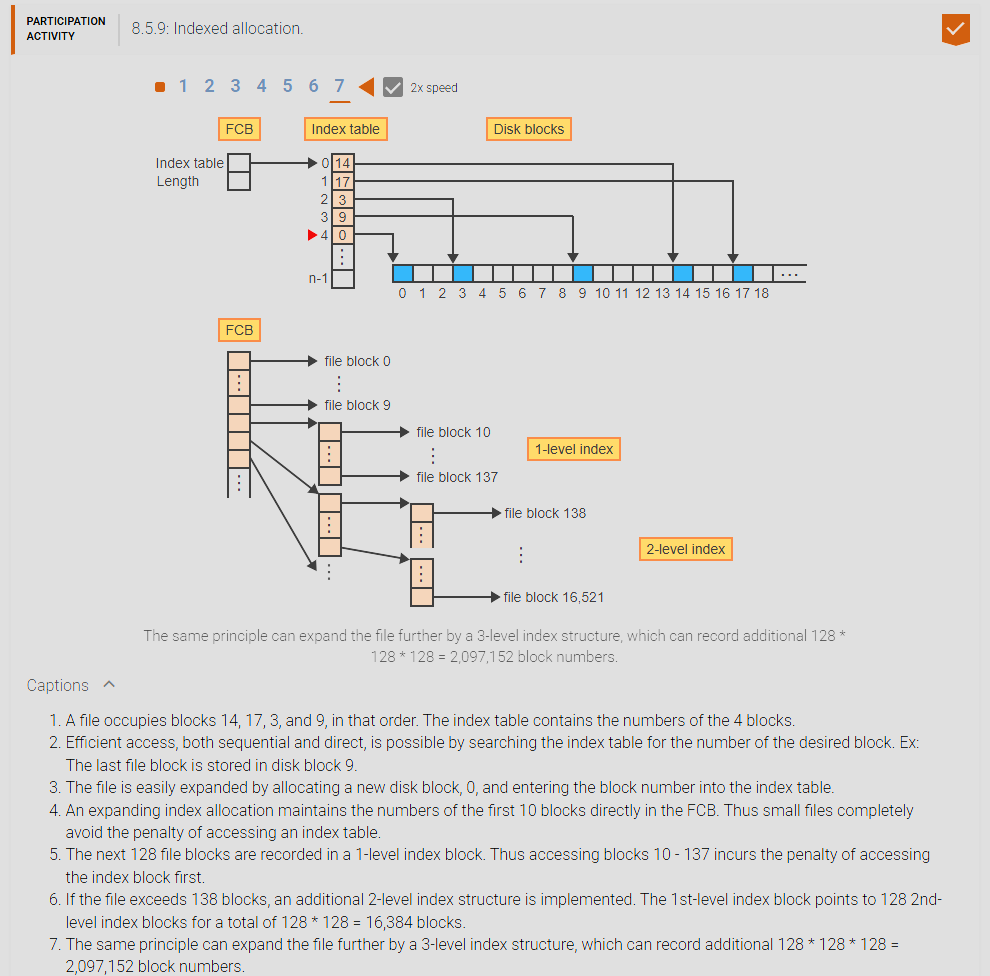 PARTICIPATION
ACTIVITY
8.5.9: Indexed allocation.
1 2 3 4 5 6 7 2x speed
FCB Index table Disk blocks
Index table
Length
0 14
1 17
2 3
3 9
4 0
⋮
n-1
...
0 1 2 3 4 5 6 7 8 9 10 11 12 13 14 15 16 17 18
FCB
file block 0
⋮
file block 9
file block 10
1-level index
⋮
file block 137
file block 138
2-level index
⋮
file block 16,521
The same principle can expand the file further by a 3-level index structure, which can record additional 128 *
128 * 128 = 2,097,152 block numbers.
Captions
1. A file occupies blocks 14, 17, 3, and 9, in that order. The index table contains the numbers of the 4 blocks.
2. Efficient access, both sequential and direct, is possible by searching the index table for the number of the desired block. Ex:
The last file block is stored in disk block 9.
3. The file is easily expanded by allocating a new disk block, 0, and entering the block number into the index table.
4. An expanding index allocation maintains the numbers of the first 10 blocks directly in the FCB. Thus small files completely
avoid the penalty of accessing an index table.
5. The next 128 file blocks are recorded in a 1-level index block. Thus accessing blocks 10 - 137 incurs the penalty of accessing
the index block first.
6. If the file exceeds 138 blocks, an additional 2-level index structure is implemented. The 1st-level index block points to 128 2nd-
level index blocks for a total of 128 * 128 = 16,384 blocks.
7. The same principle can expand the file further by a 3-level index structure, which can record additional 128 * 128 * 128 =
2,097,152 block numbers.